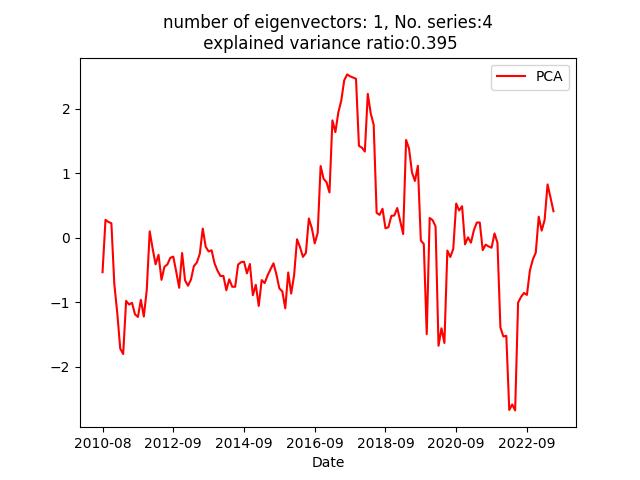 number of eigenvectors: 1, No. series:4
explained variance ratio:0.395
PCA
2
1
0
−1
−2
2010-08 2012-09 2014-09 2016-09 2018-09 2020-09 2022-09
Date